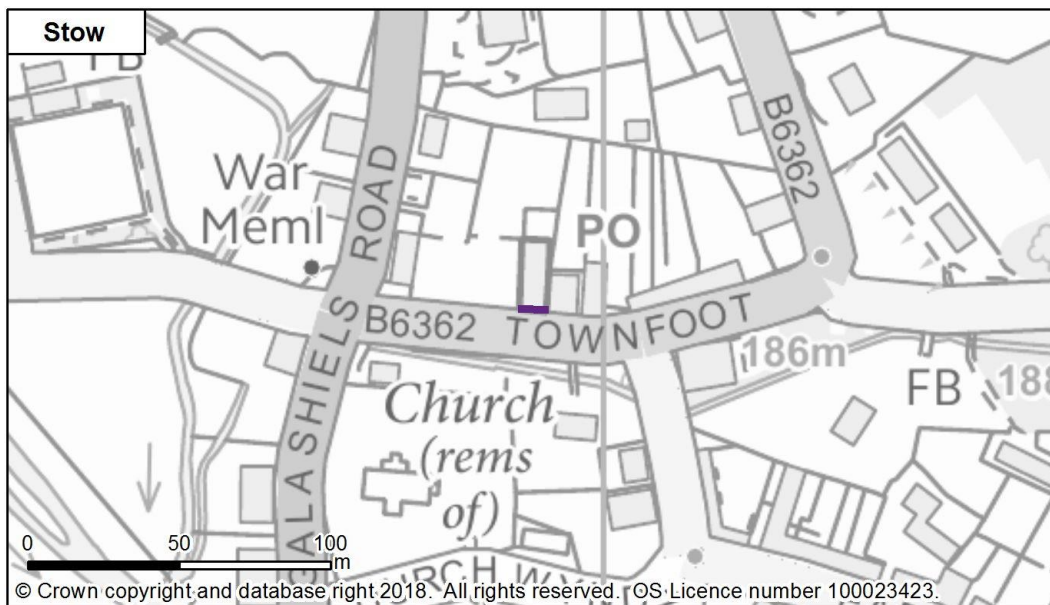 Stow
War
Meml
ROAD
GALASHIELS
PO
B6362
B6362 TOWNFOOT
186m
FB
188
Church
(rems
of)
0 50 100
m
© Crown copyright and database right 2018. All rights reserved. OS Licence number 100023423.